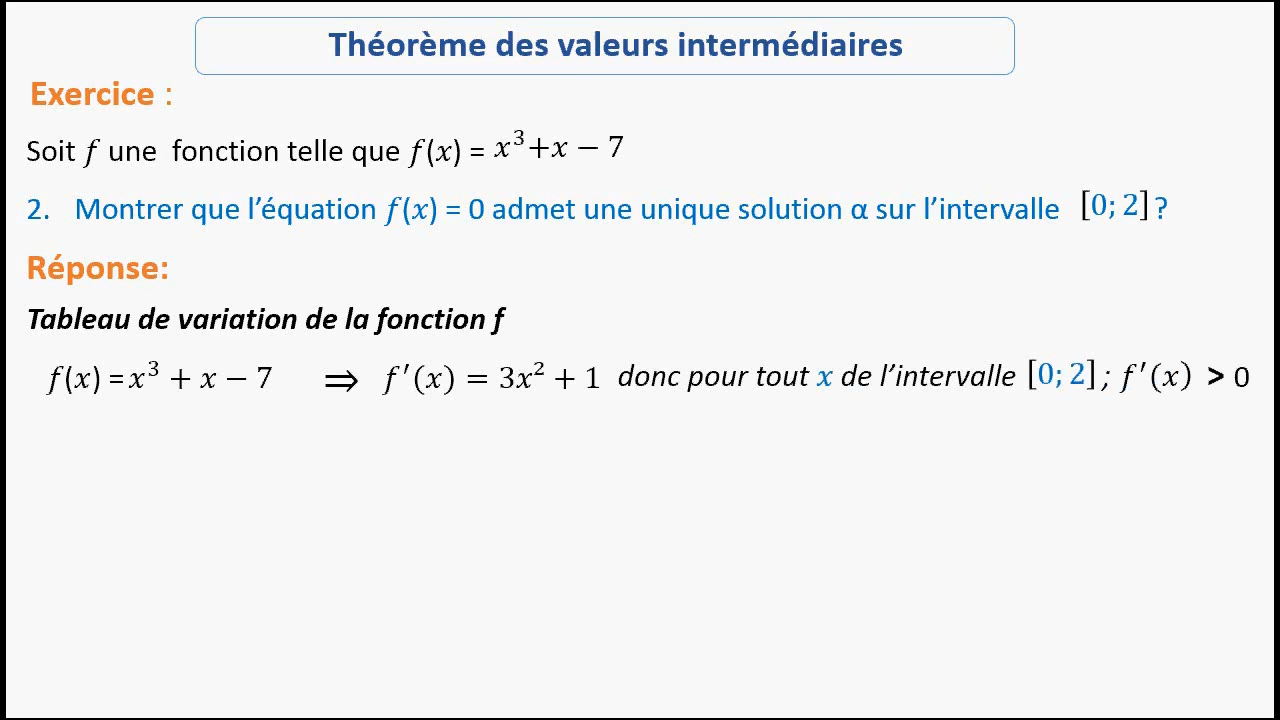 Théorème des valeurs intermédiaires
Exercice :
Soit f une fonction telle que f(x) = x³+x − 7
2. Montrer que l’équation f(x) = 0 admet une unique solution α sur l’intervalle [0; 2] ?
Réponse:
Tableau de variation de la fonction f
f(x) = x³ + x − 7 ⇒ f′(x) = 3x² + 1 donc pour tout x de l’intervalle [0; 2] ; f′(x) > 0